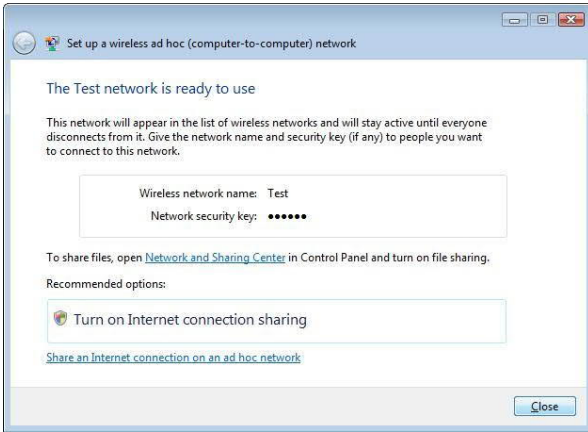 Set up a wireless ad hoc (computer-to-computer) network
The Test network is ready to use
This network will appear in the list of wireless networks and will stay active until everyone
disconnects from it. Give the network name and security key (if any) to people you want
to connect to this network.
Wireless network name: Test
Network security key: ●●●●●●
To share files, open Network and Sharing Center in Control Panel and turn on file sharing.
Recommended options:
Turn on Internet connection sharing
Share an Internet connection on an ad hoc network
Close